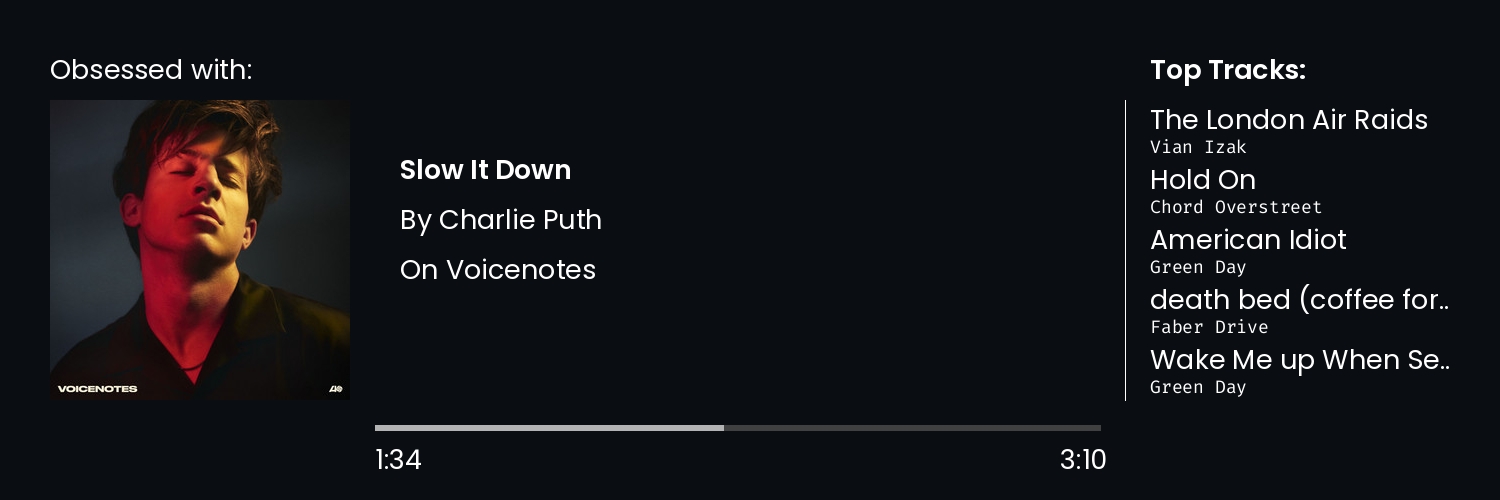 Obsessed with:
VOICENOTES
Slow It Down
By Charlie Puth
On Voicenotes
1:34
3:10
Top Tracks:
The London Air Raids
Vian Izak
Hold On
Chord Overstreet
American Idiot
Green Day
death bed (coffee for..
Faber Drive
Wake Me up When Se..
Green Day